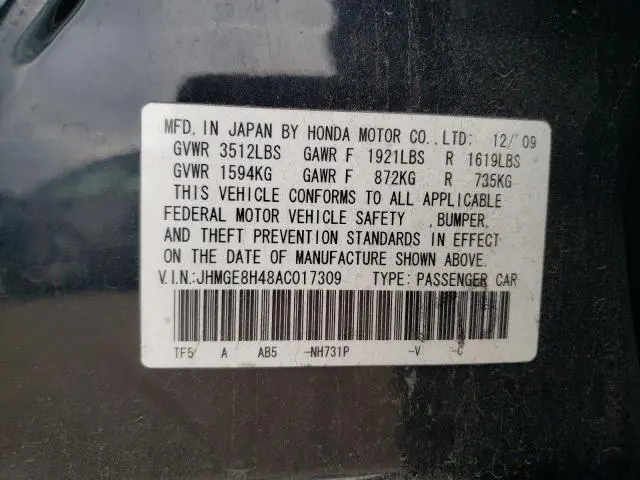 MFD. IN JAPAN BY HONDA MOTOR CO., LTD: 12/'09
GVWR 3512LBS GAWR F 1921LBS R 1619LBS
GVWR 1594KG GAWR F 872KG R 735KG
THIS VEHICLE CONFORMS TO ALL APPLICABLE
FEDERAL MOTOR VEHICLE SAFETY , BUMPER,
AND THEFT PREVENTION STANDARDS IN EFFECT
ON THE DATE OF MANUFACTURE SHOWN ABOVE.
V.I.N:JHMGE8H48AC017309 TYPE: PASSENGER CAR
TF5 A AB5 -NH731P -V -C